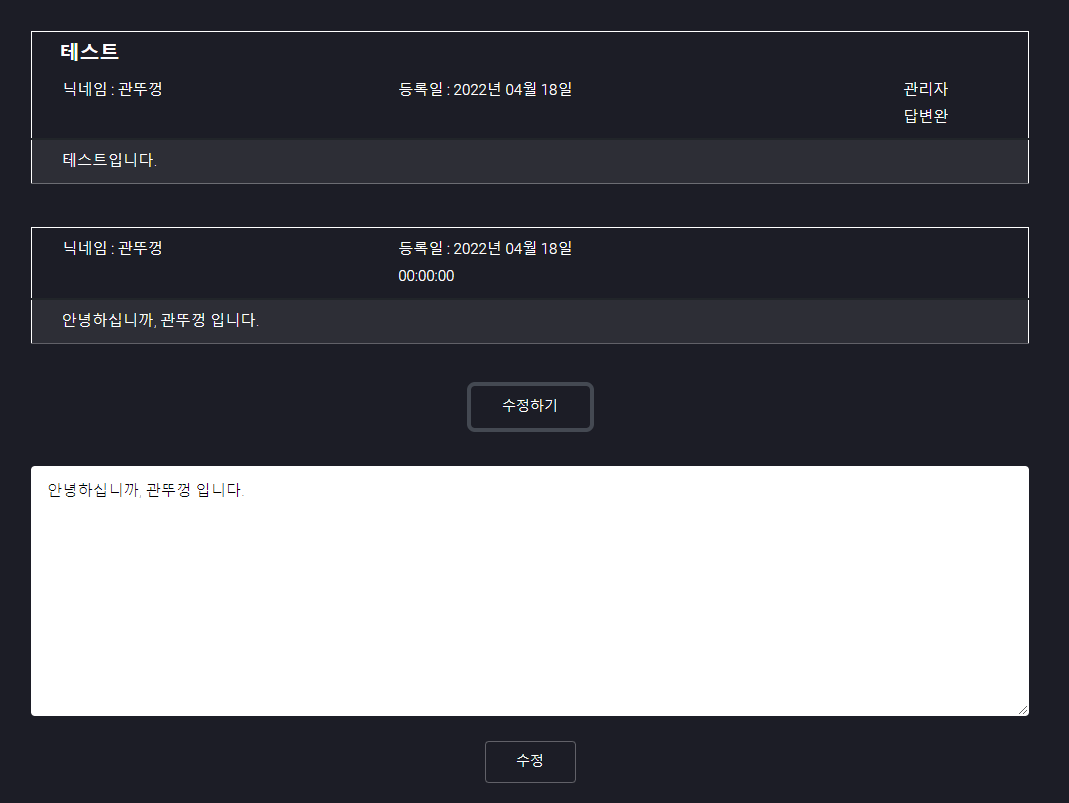 테스트
닉네임 : 관뚜껑 등록일 : 2022년 04월 18일 관리자
답변완
테스트입니다.
닉네임 : 관뚜껑 등록일 : 2022년 04월 18일
00:00:00
안녕하십니까, 관뚜껑 입니다.
수정하기
안녕하십니까, 관뚜껑 입니다.
수정